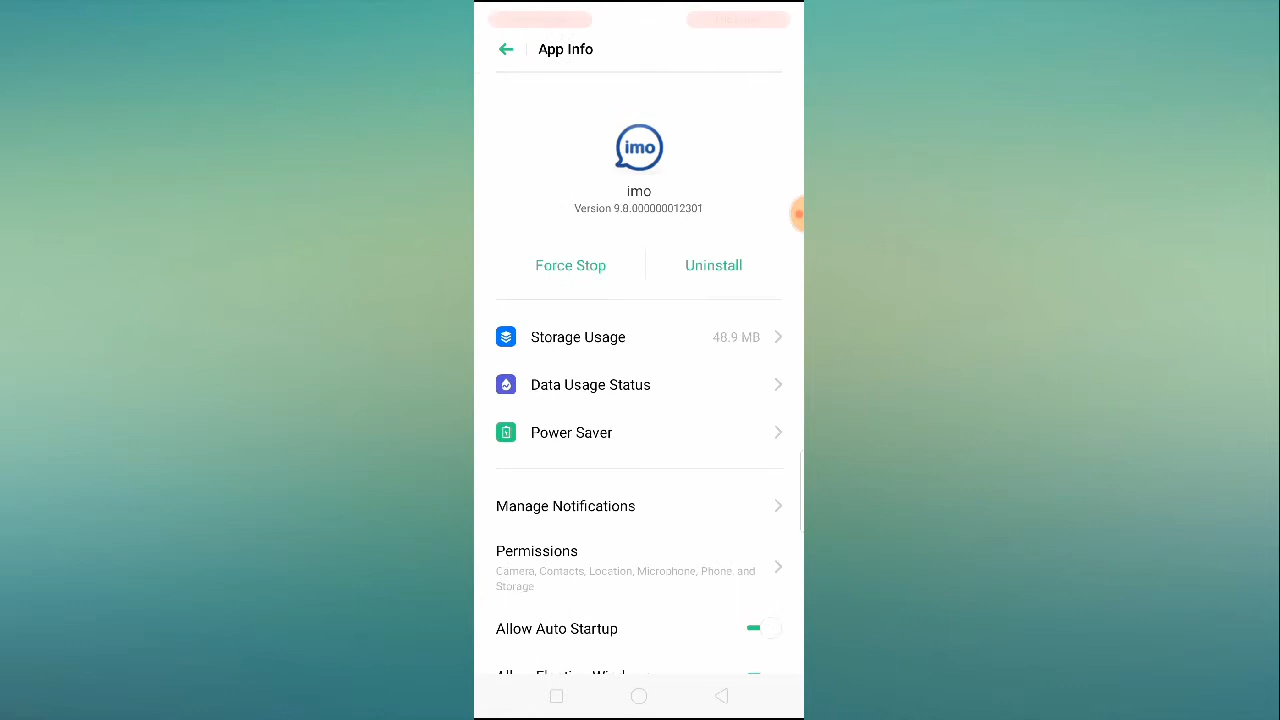 App Info
imo
imo
Version 9.8.000000012301
Force Stop
Uninstall
Storage Usage
48.9 MB
Data Usage Status
Power Saver
Manage Notifications
Permissions
Camera, Contacts, Location, Microphone, Phone, and
Storage
Allow Auto Startup